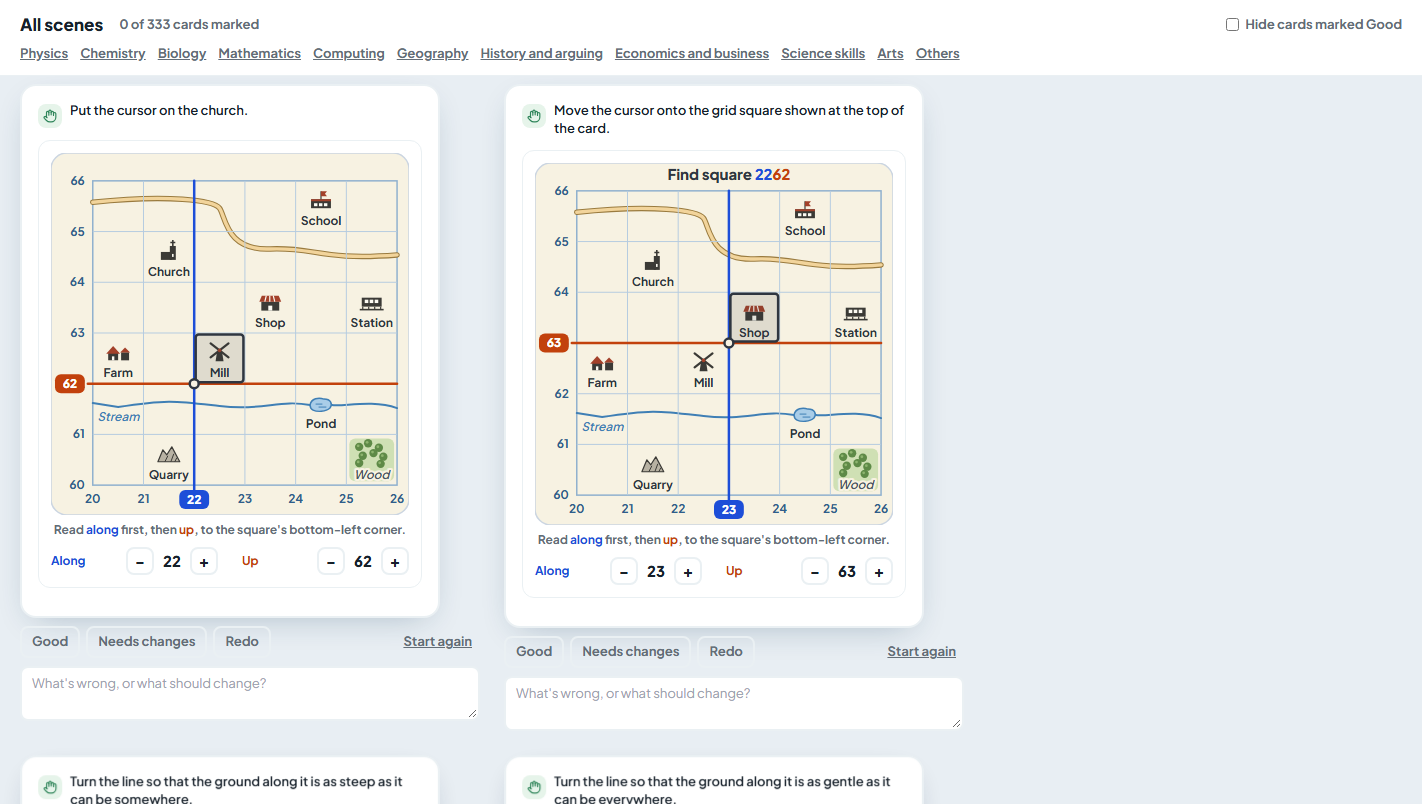 All scenes 0 of 333 cards marked Hide cards marked Good
Physics Chemistry Biology Mathematics Computing Geography History and arguing Economics and business Science skills Arts Others
Put the cursor on the church.
66
65
64
63
62
61
60
20 21 22 23 24 25 26
School
Church
Shop
Station
Farm
Mill
Stream
Pond
Quarry
Wood
Read along first, then up, to the square's bottom-left corner.
Along – 22 + Up – 62 +
Good Needs changes Redo Start again
What's wrong, or what should change?
Move the cursor onto the grid square shown at the top of
the card.
Find square 2262
66
65
64
63
62
61
60
20 21 22 23 24 25 26
School
Church
Shop
Station
Farm
Mill
Stream
Pond
Quarry
Wood
Read along first, then up, to the square's bottom-left corner.
Along – 23 + Up – 63 +
Good Needs changes Redo Start again
What's wrong, or what should change?
Turn the line so that the ground along it is as steep as it
can be somewhere.
Turn the line so that the ground along it is as gentle as it
can be everywhere.